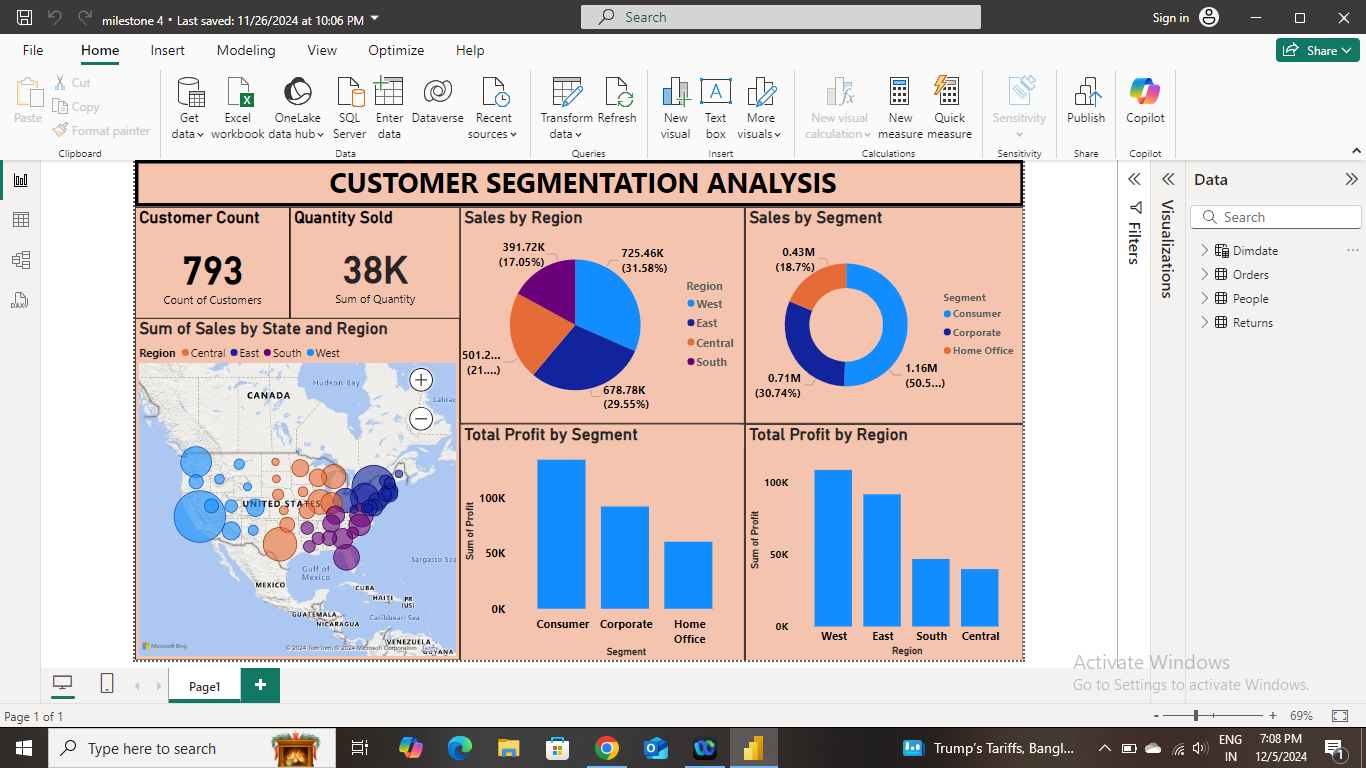 milestone 4 • Last saved: 11/26/2024 at 10:06 PM
Search
Sign in
File Home Insert Modeling View Optimize Help
Share
Paste
Cut
Copy
Format painter
Clipboard
Get data
Excel workbook
OneLake data hub
SQL Server
Enter data
Dataverse
Recent sources
Data
Transform data
Refresh
Queries
New visual
Text box
More visuals
Insert
New visual calculation
New measure
Quick measure
Calculations
Sensitivity
Sensitivity
Publish
Share
Copilot
Copilot
CUSTOMER SEGMENTATION ANALYSIS
Customer Count
793
Count of Customers
Quantity Sold
38K
Sum of Quantity
Sales by Region
391.72K
(17.05%)
725.46K
(31.58%)
501.2...
(21....)
678.78K
(29.55%)
Region
West
East
Central
South
Sales by Segment
0.43M
(18.7%)
0.71M
(30.74%)
1.16M
(50.5...)
Segment
Consumer
Corporate
Home Office
Sum of Sales by State and Region
Region Central East South West
Hudson Bay
CANADA
Labrac
UNITED STATES
Sargasso Sea
Gulf of
Mexico
MEXICO
CUBA
HAITI
PR
(US)
GUATEMALA
Caribbean Sea
NICARAGUA
VENEZUELA
GUYANA
Microsoft Bing
© 2024 TomTom, © 2024 Microsoft Corporation Terms
Total Profit by Segment
Sum of Profit
100K
50K
0K
Consumer Corporate Home Office
Segment
Total Profit by Region
Sum of Profit
100K
50K
0K
West East South Central
Region
Filters
Visualizations
Data
Search
Dimdate
Orders
People
Returns
Activate Windows
Go to Settings to activate Windows.
Page1
Page 1 of 1
69%
Type here to search
Trump's Tariffs, Bangl...
ENG
IN
7:08 PM
12/5/2024
1